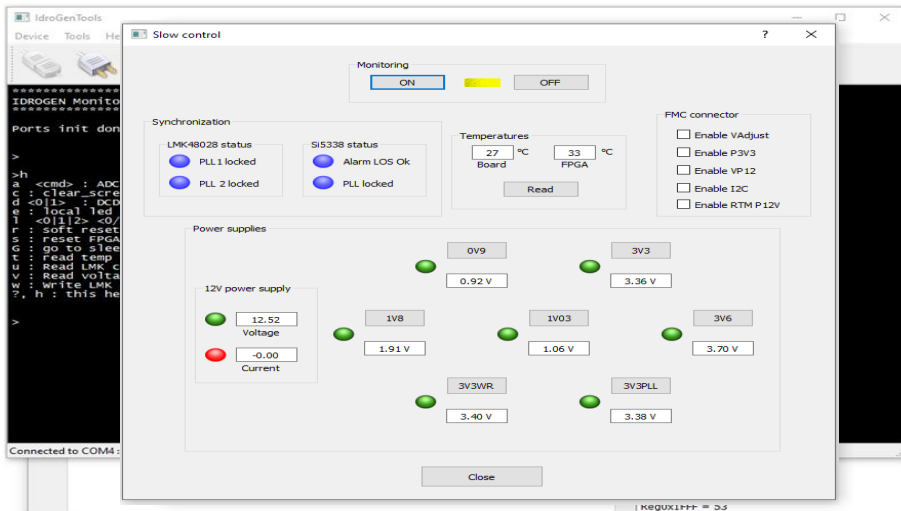 IdroGenTools
Device Tools He
Slow control
?
Monitoring
ON
OFF
Synchronization
LMK48028 status
PLL1 locked
PLL 2 locked
Si5338 status
Alarm LOS Ok
PLL locked
Temperatures
27 °C 33 °C
Board FPGA
Read
FMC connector
Enable VAdjust
Enable P3V3
Enable VP12
Enable I2C
Enable RTM P12V
Power supplies
12V power supply
12.52
Voltage
-0.00
Current
0V9
0.92 V
3V3
3.36 V
1V8
1.91 V
1V03
1.06 V
3V6
3.70 V
3V3WR
3.40 V
3V3PLL
3.38 V
Close
**************
IDROGEN Monito
**************
Ports init don
>
>h
a <cmd> : ADC
c : clear_scre
d <0|1> : DCD
e : local led
l <0|1|2> <0/
r : soft reset
s : reset FPGA
G : go to slee
t : read temp
u : Read LMK c
v : Read volta
w : Write LMK
?, h : this he
>
Connected to COM4 :
Reg0x1FFF = 53